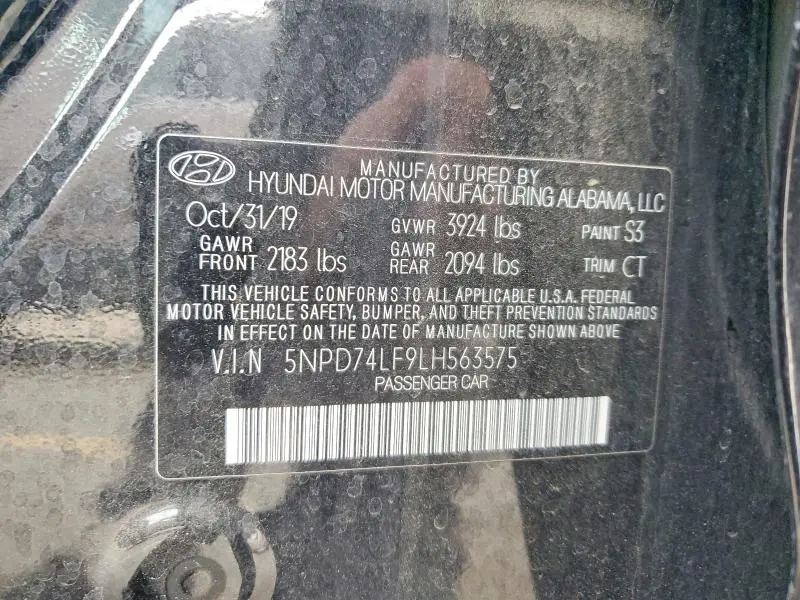 MANUFACTURED BY
HYUNDAI MOTOR MANUFACTURING ALABAMA, LLC
Oct/31/19 GVWR 3924 lbs PAINT S3
GAWR FRONT 2183 lbs GAWR REAR 2094 lbs TRIM CT
THIS VEHICLE CONFORMS TO ALL APPLICABLE U.S.A. FEDERAL
MOTOR VEHICLE SAFETY, BUMPER, AND THEFT PREVENTION STANDARDS
IN EFFECT ON THE DATE OF MANUFACTURE SHOWN ABOVE
V.I.N 5NPD74LF9LH563575
PASSENGER CAR